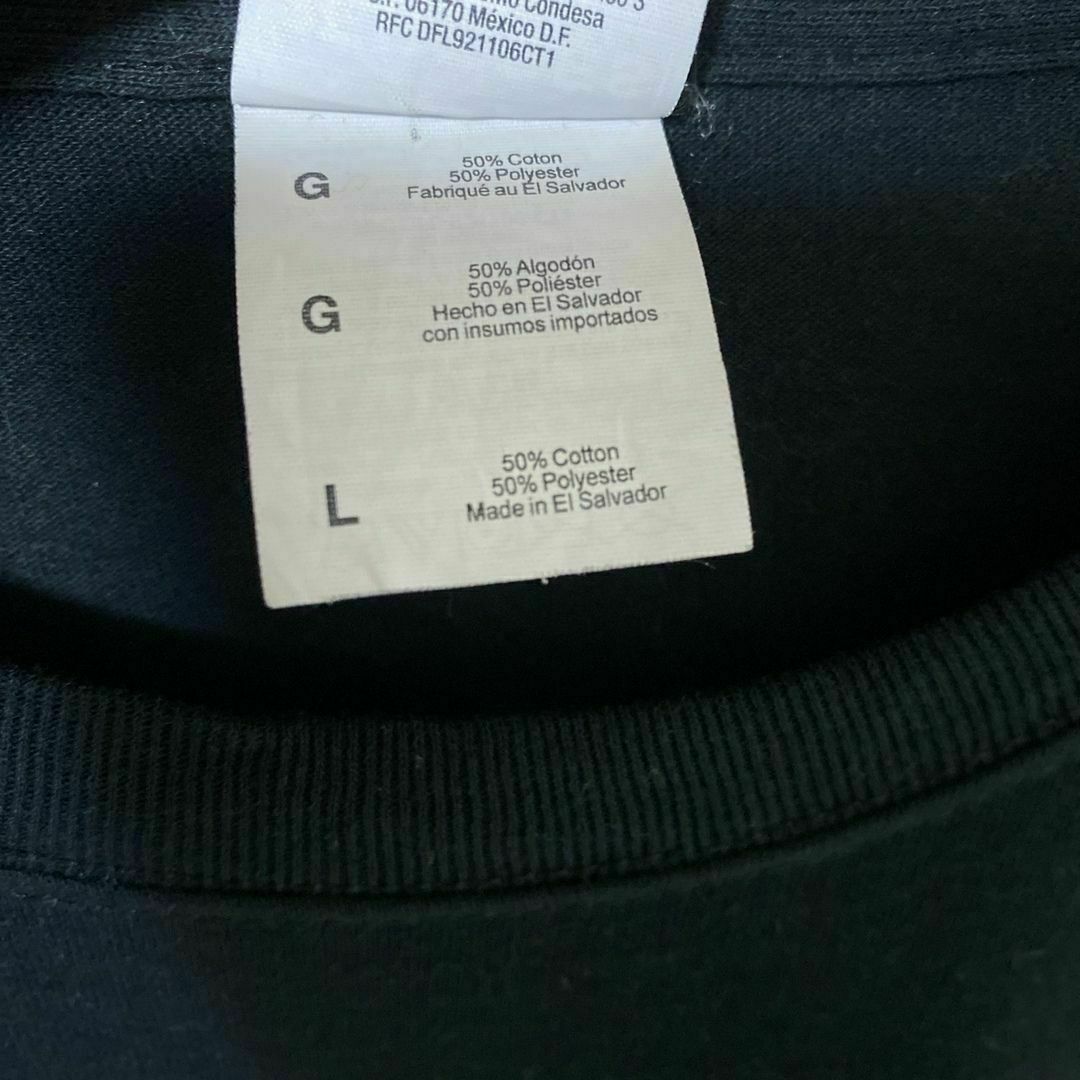 Condesa
06170 México D.F.
RFC DFL921106CT1
G
50% Coton
50% Polyester
Fabriqué au El Salvador
G
50% Algodón
50% Poliéster
Hecho en El Salvador
con insumos importados
L
50% Cotton
50% Polyester
Made in El Salvador